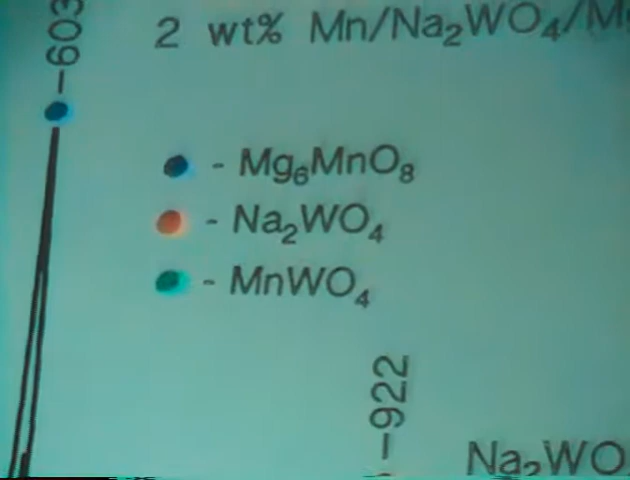 –603
2 wt% Mn/Na₂WO₄/M
- Mg₆MnO₈
- Na₂WO₄
- MnWO₄
–922
Na₂WO